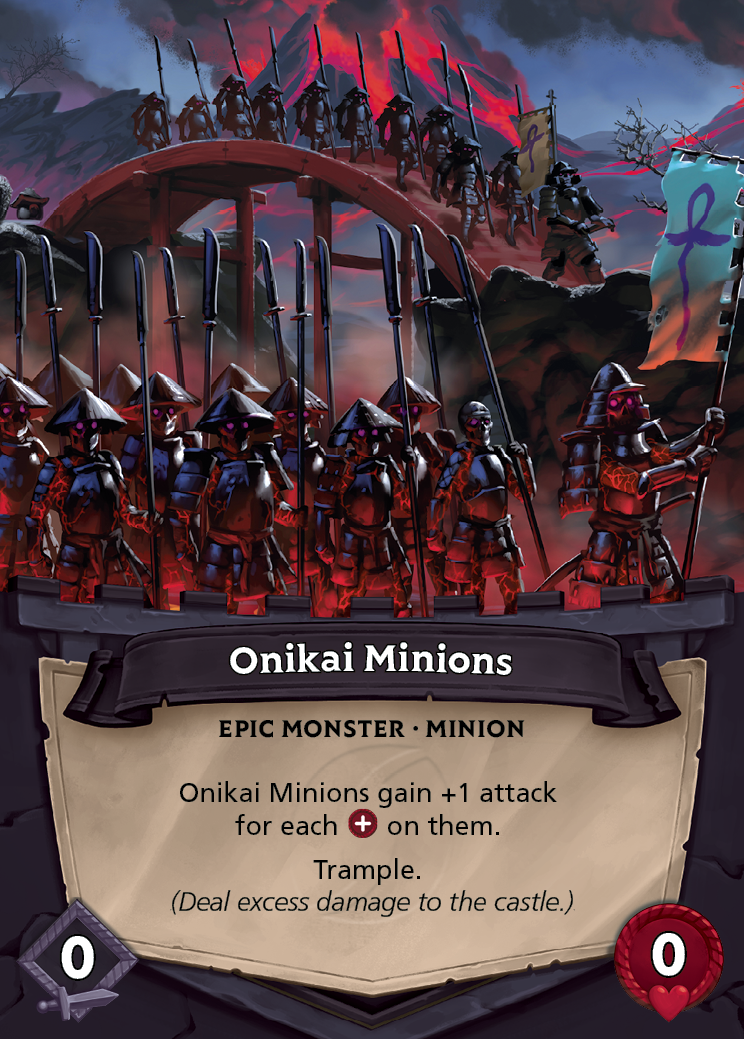 Onikai Minions
EPIC MONSTER · MINION
Onikai Minions gain +1 attack
for each + on them.
Trample.
(Deal excess damage to the castle.)
0
0